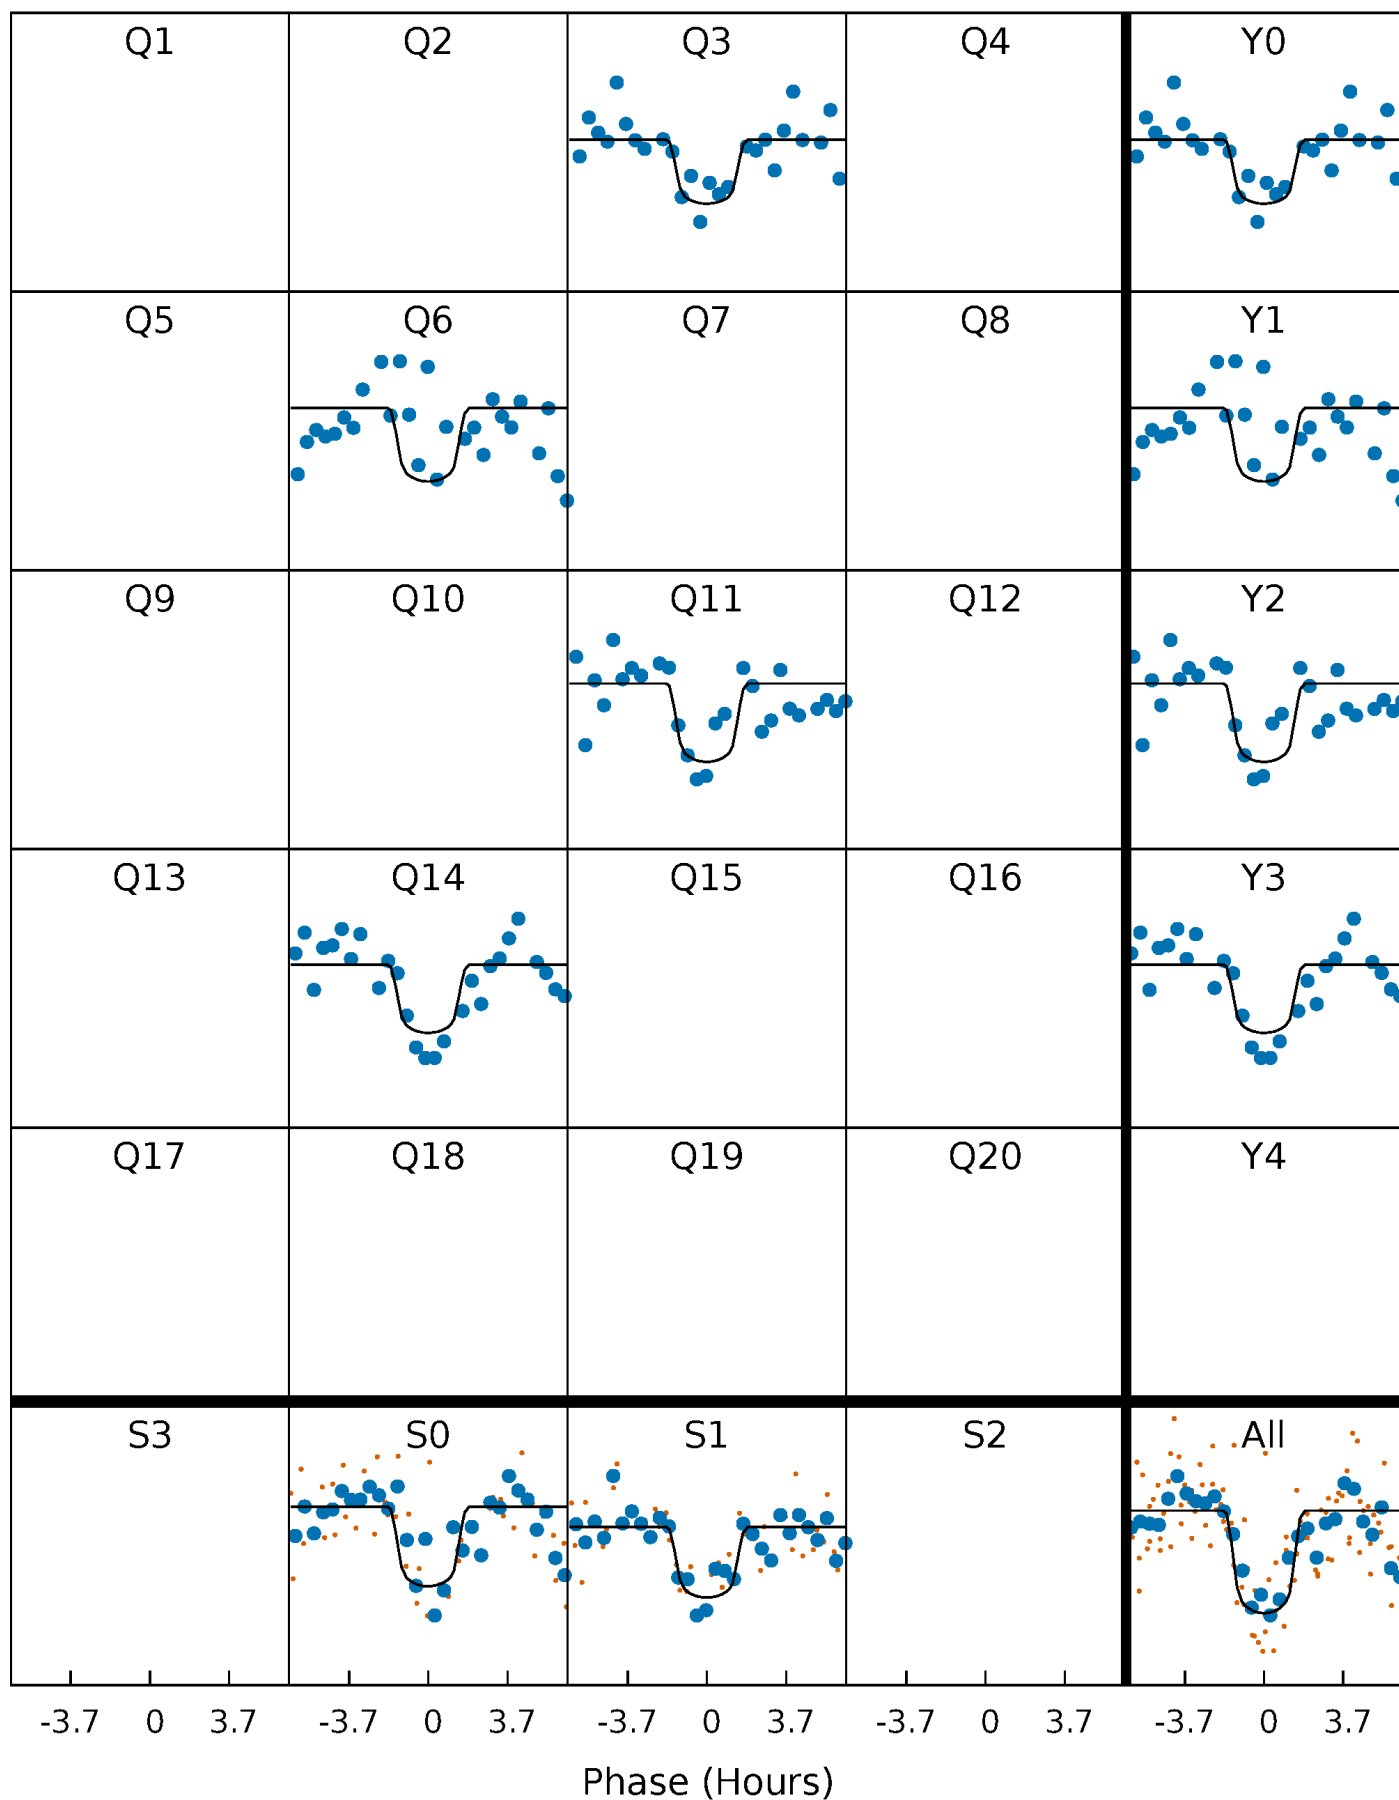 Q1 Q2 Q3 Q4 Y0
Q5 Q6 Q7 Q8 Y1
Q9 Q10 Q11 Q12 Y2
Q13 Q14 Q15 Q16 Y3
Q17 Q18 Q19 Q20 Y4
S3 S0 S1 S2 All
-3.7 0 3.7 -3.7 0 3.7 -3.7 0 3.7 -3.7 0 3.7 -3.7 0 3.7
Phase (Hours)